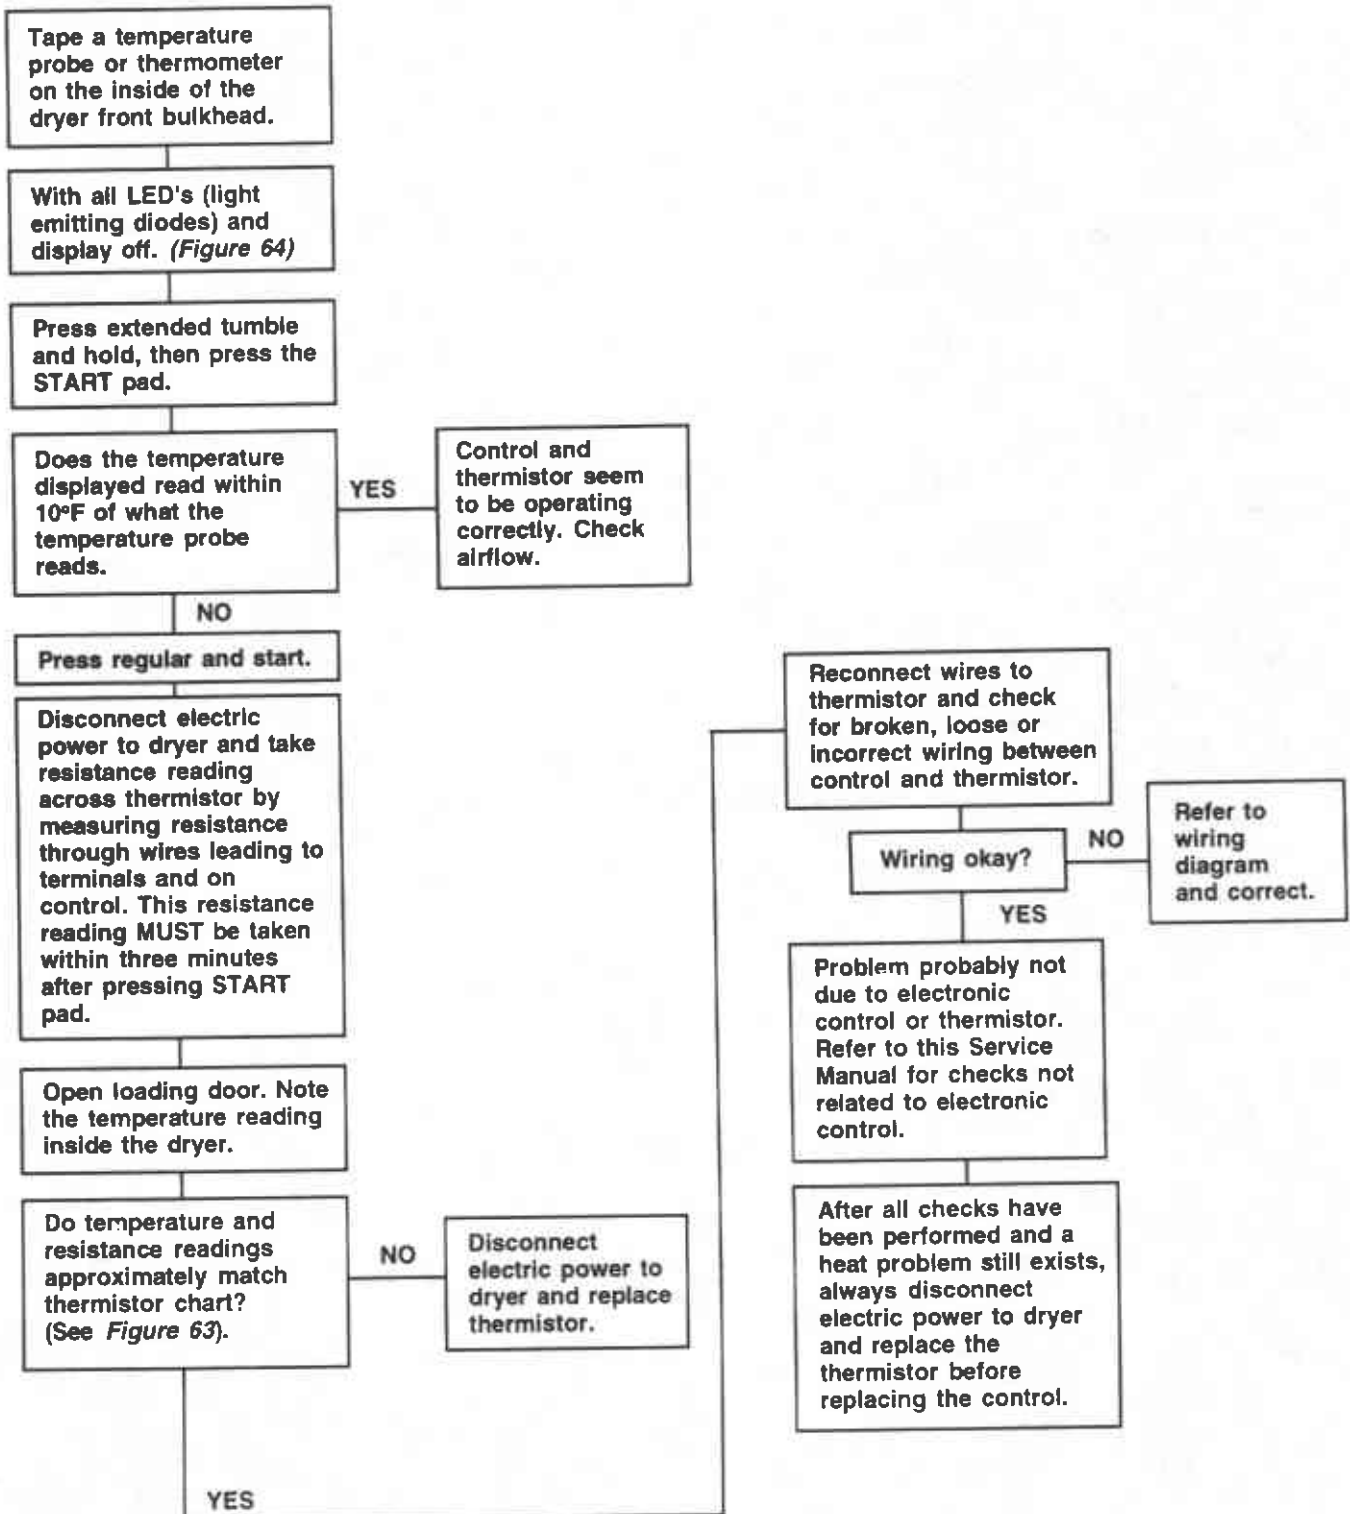 Tape a temperature
probe or thermometer
on the inside of the
dryer front bulkhead.
With all LED's (light
emitting diodes) and
display off. (Figure 64)
Press extended tumble
and hold, then press the
START pad.
Does the temperature
displayed read within
10°F of what the
temperature probe
reads.
YES
Control and
thermistor seem
to be operating
correctly. Check
airflow.
NO
Press regular and start.
Disconnect electric
power to dryer and take
resistance reading
across thermistor by
measuring resistance
through wires leading to
terminals and on
control. This resistance
reading MUST be taken
within three minutes
after pressing START
pad.
Open loading door. Note
the temperature reading
inside the dryer.
Do temperature and
resistance readings
approximately match
thermistor chart?
(See Figure 63).
NO
Disconnect
electric power to
dryer and replace
thermistor.
YES
Reconnect wires to
thermistor and check
for broken, loose or
incorrect wiring between
control and thermistor.
Wiring okay?
NO
Refer to
wiring
diagram
and correct.
YES
Problem probably not
due to electronic
control or thermistor.
Refer to this Service
Manual for checks not
related to electronic
control.
After all checks have
been performed and a
heat problem still exists,
always disconnect
electric power to dryer
and replace the
thermistor before
replacing the control.